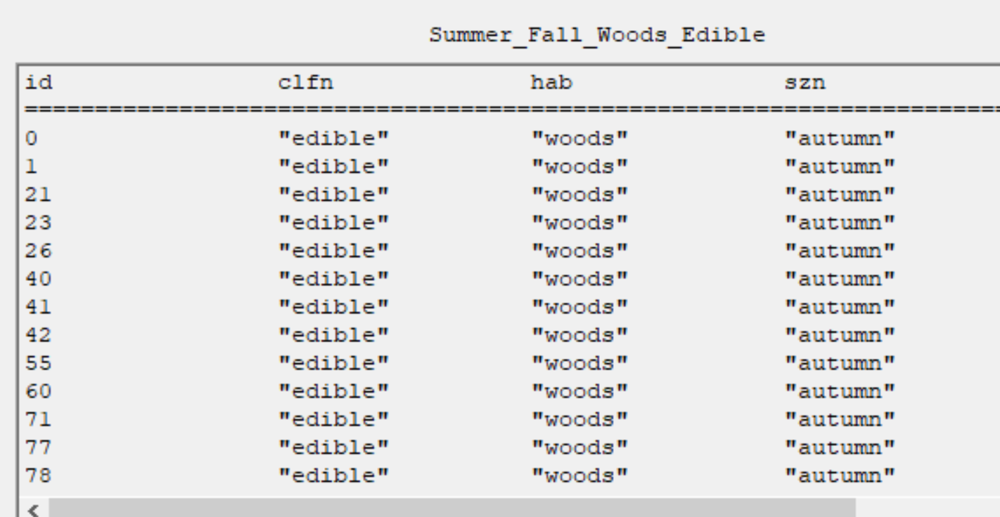 Summer_Fall_Woods_Edible
id clfn hab szn
======================================================================
0 "edible" "woods" "autumn"
1 "edible" "woods" "autumn"
21 "edible" "woods" "autumn"
23 "edible" "woods" "autumn"
26 "edible" "woods" "autumn"
40 "edible" "woods" "autumn"
41 "edible" "woods" "autumn"
42 "edible" "woods" "autumn"
55 "edible" "woods" "autumn"
60 "edible" "woods" "autumn"
71 "edible" "woods" "autumn"
77 "edible" "woods" "autumn"
78 "edible" "woods" "autumn"